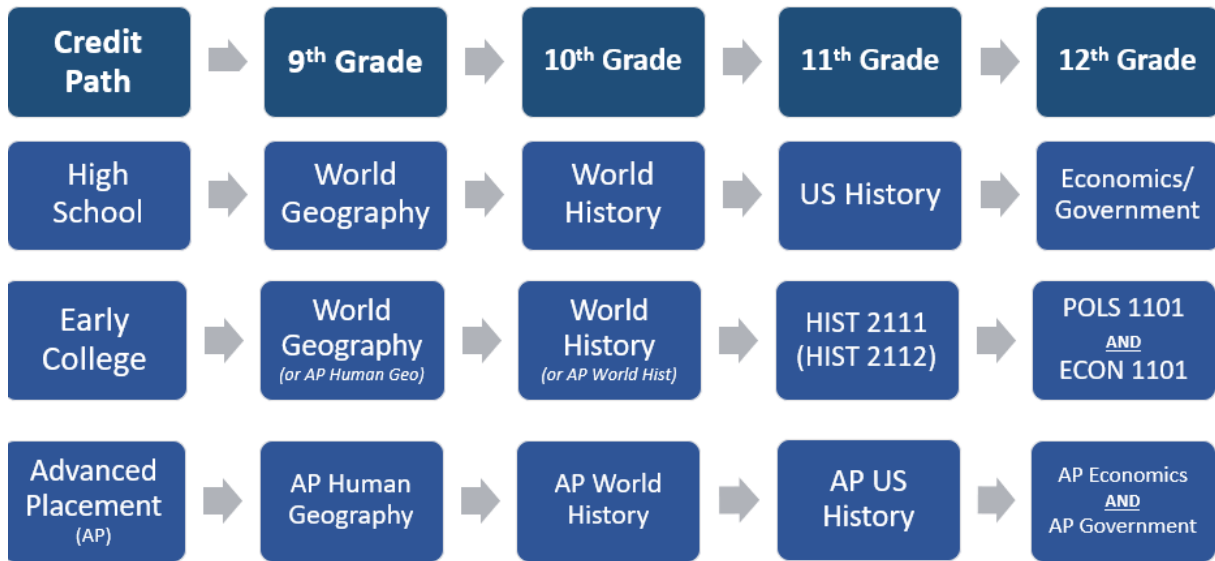 Credit
Path
9th Grade
10th Grade
11th Grade
12th Grade
High
School
World
Geography
World
History
US History
Economics/
Government
Early
College
World
Geography
(or AP Human Geo)
World
History
(or AP World Hist)
HIST 2111
(HIST 2112)
POLS 1101
AND
ECON 1101
Advanced
Placement
(AP)
AP Human
Geography
AP World
History
AP US
History
AP Economics
AND
AP Government